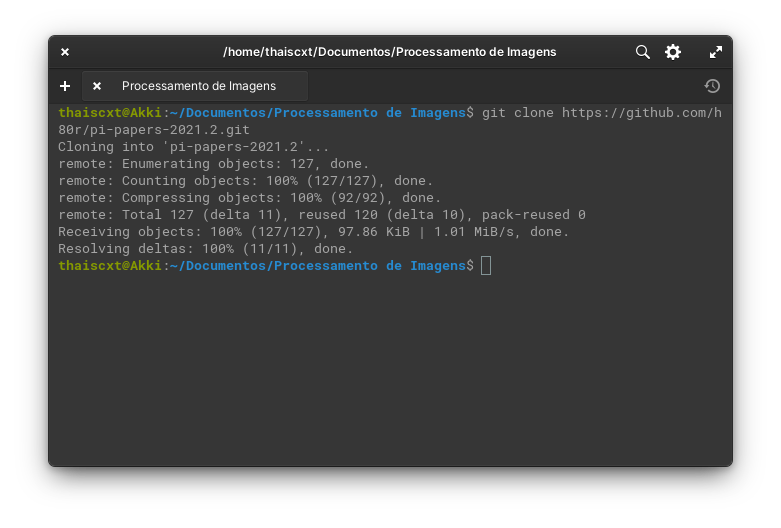 /home/thaiscxt/Documentos/Processamento de Imagens
Processamento de Imagens
thaiscxt@Akki:~/Documentos/Processamento de Imagens$ git clone https://github.com/h
80r/pi-papers-2021.2.git
Cloning into 'pi-papers-2021.2'...
remote: Enumerating objects: 127, done.
remote: Counting objects: 100% (127/127), done.
remote: Compressing objects: 100% (92/92), done.
remote: Total 127 (delta 11), reused 120 (delta 10), pack-reused 0
Receiving objects: 100% (127/127), 97.86 KiB | 1.01 MiB/s, done.
Resolving deltas: 100% (11/11), done.
thaiscxt@Akki:~/Documentos/Processamento de Imagens$